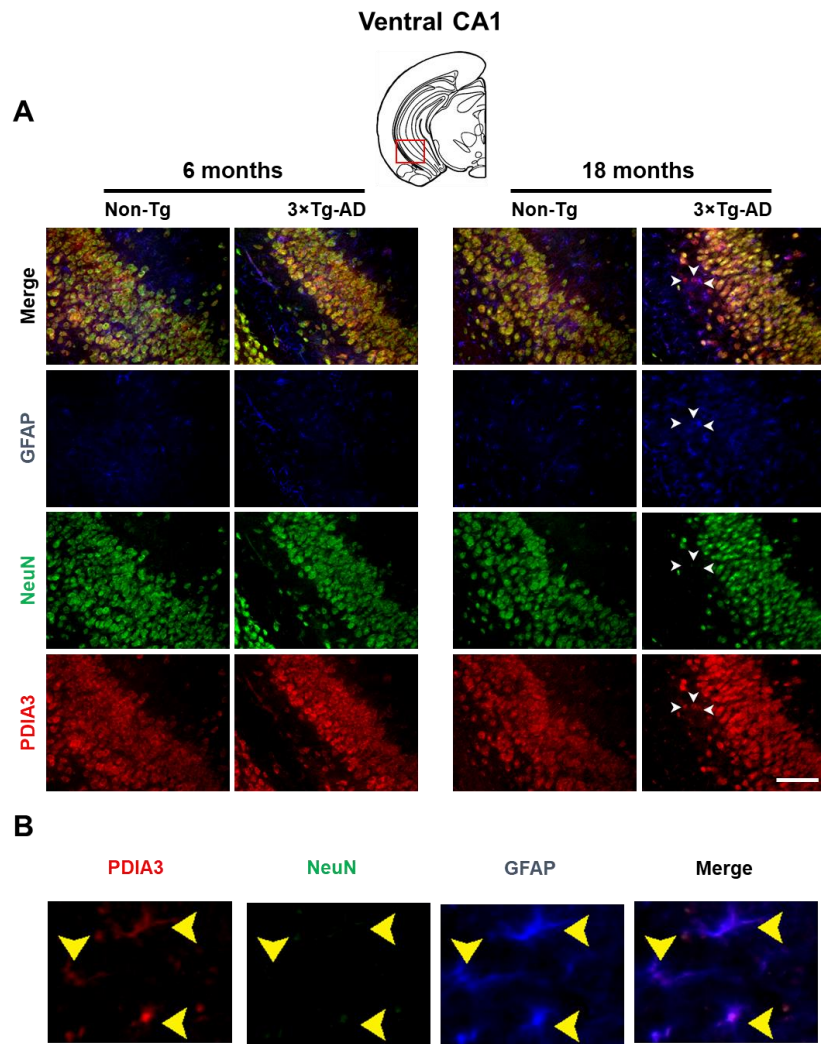 Ventral CA1
A
6 months
18 months
Non-Tg
3×Tg-AD
Non-Tg
3×Tg-AD
Merge
GFAP
NeuN
PDIA3
B
PDIA3
NeuN
GFAP
Merge